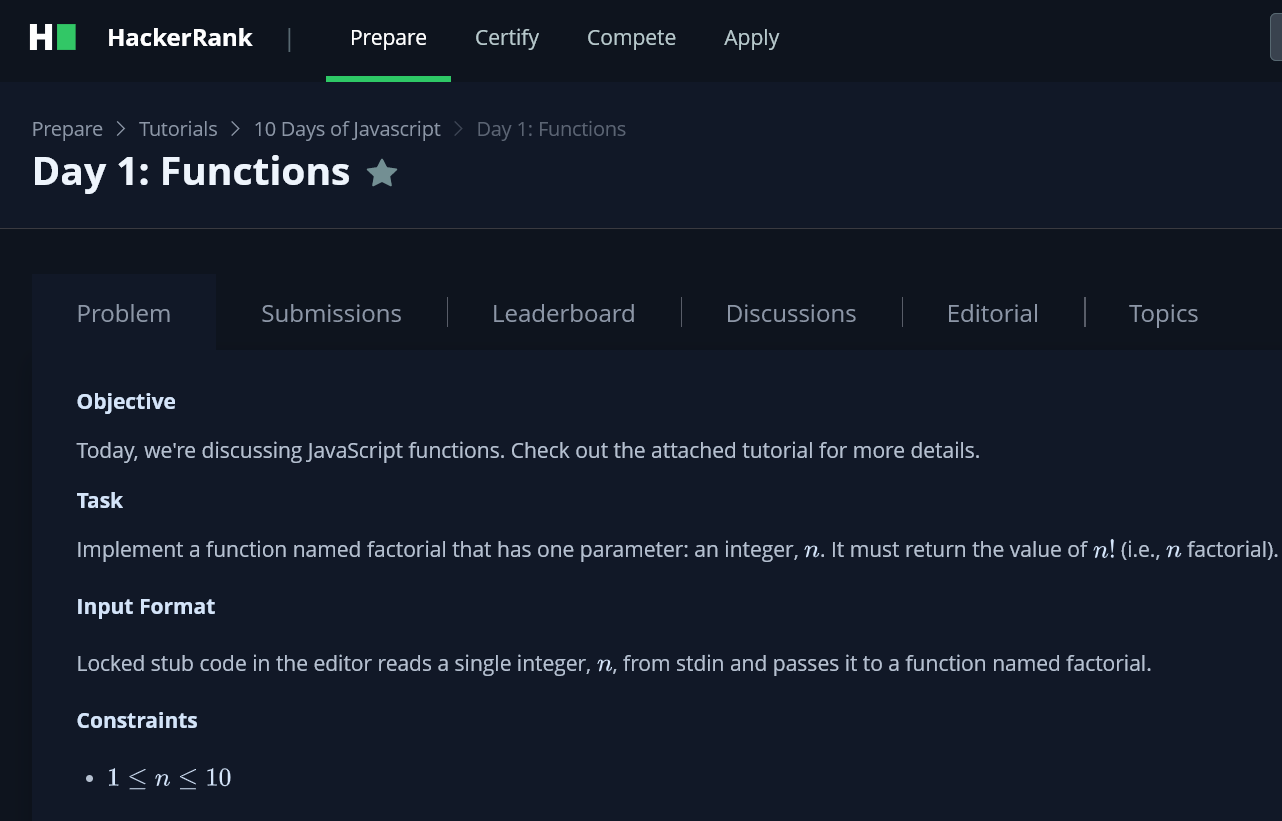 H
HackerRank | Prepare Certify Compete Apply
Prepare > Tutorials > 10 Days of Javascript > Day 1: Functions
Day 1: Functions
Problem Submissions Leaderboard Discussions Editorial Topics
Objective
Today, we're discussing JavaScript functions. Check out the attached tutorial for more details.
Task
Implement a function named factorial that has one parameter: an integer, n. It must return the value of n! (i.e., n factorial).
Input Format
Locked stub code in the editor reads a single integer, n, from stdin and passes it to a function named factorial.
Constraints
• 1 ≤ n ≤ 10